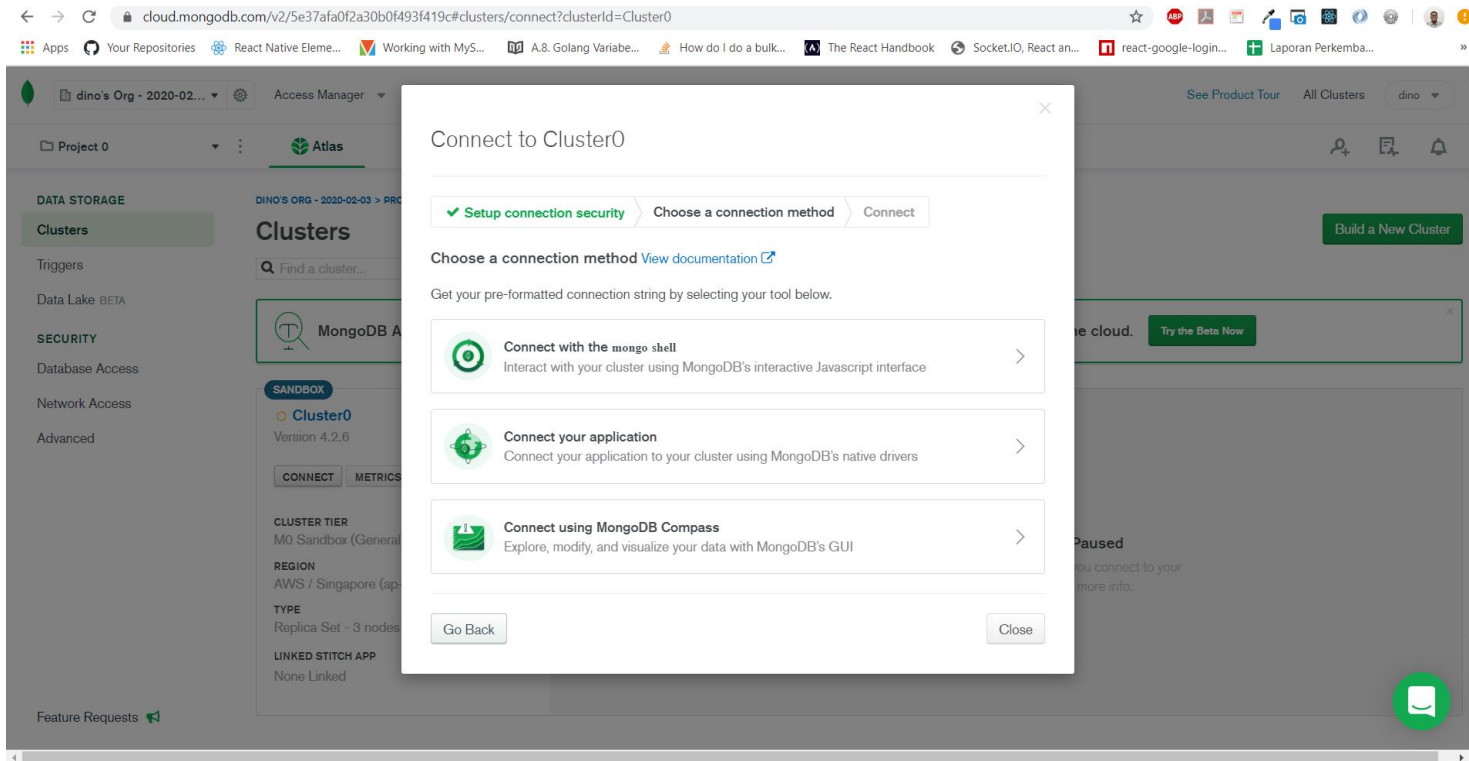 cloud.mongodb.com/v2/5e37afa0f2a30b0f493f419c#clusters/connect?clusterId=Cluster0
ABP
Apps Your Repositories React Native Eleme... Working with MyS... A.8. Golang Variabe... How do I do a bulk... The React Handbook Socket.IO, React an... react-google-login... Laporan Perkemba... »
dino's Org - 2020-02... Access Manager See Product Tour All Clusters dino
Project 0 Atlas
Connect to Cluster0
Setup connection security Choose a connection method Connect
Choose a connection method View documentation
Get your pre-formatted connection string by selecting your tool below.
Connect with the mongo shell
Interact with your cluster using MongoDB's interactive Javascript interface
Connect your application
Connect your application to your cluster using MongoDB's native drivers
Connect using MongoDB Compass
Explore, modify, and visualize your data with MongoDB's GUI
Go Back Close
DATA STORAGE
Clusters
Triggers
Data Lake BETA
SECURITY
Database Access
Network Access
Advanced
Feature Requests
DINO'S ORG - 2020-02-03 > PRO
Clusters
Build a New Cluster
Find a cluster...
MongoDB A
e cloud. Try the Beta Now
SANDBOX
Cluster0
Version 4.2.6
CONNECT METRICS
CLUSTER TIER
M0 Sandbox (General
REGION
AWS / Singapore (ap-
TYPE
Replica Set - 3 nodes
LINKED STITCH APP
None Linked
Paused
you connect to your
more info.